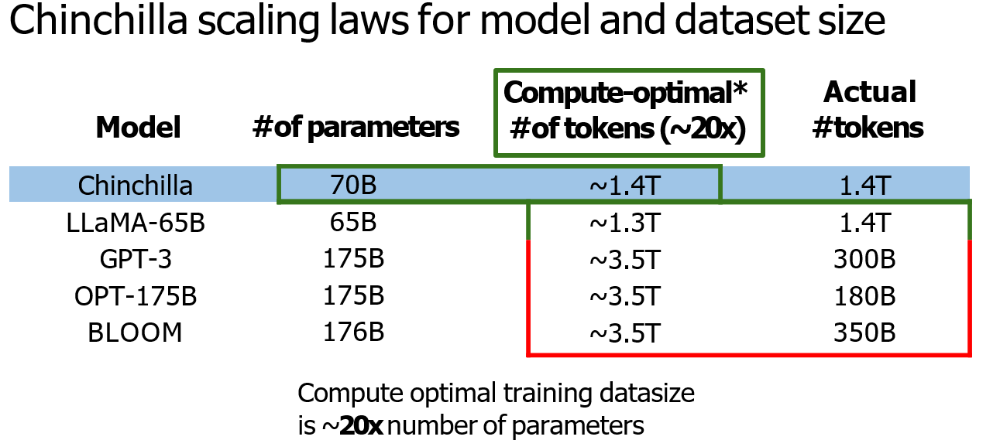 Chinchilla scaling laws for model and dataset size
Model # of parameters Compute-optimal* # of tokens (~20x) Actual # tokens
Chinchilla 70B ~1.4T 1.4T
LLaMA-65B 65B ~1.3T 1.4T
GPT-3 175B ~3.5T 300B
OPT-175B 175B ~3.5T 180B
BLOOM 176B ~3.5T 350B
Compute optimal training datasize
is ~20x number of parameters